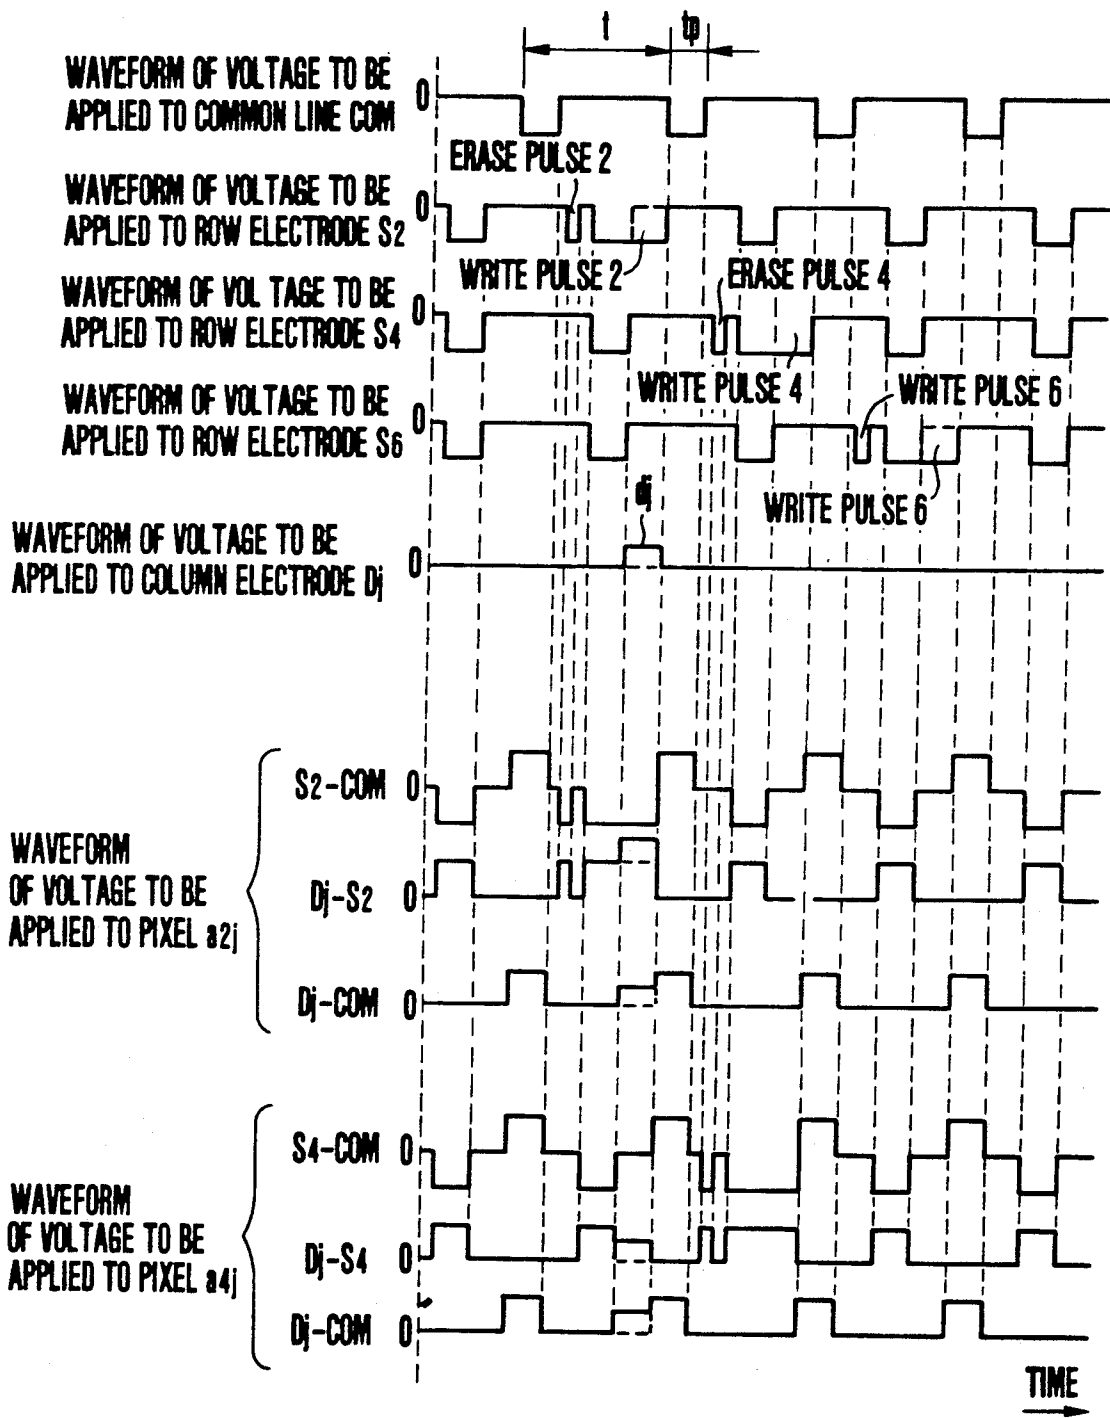 t tp
WAVEFORM OF VOLTAGE TO BE
APPLIED TO COMMON LINE COM 0
ERASE PULSE 2
WAVEFORM OF VOLTAGE TO BE
APPLIED TO ROW ELECTRODE S2 0
WRITE PULSE 2
ERASE PULSE 4
WAVEFORM OF VOL TAGE TO BE
APPLIED TO ROW ELECTRODE S4 0
WRITE PULSE 4
WRITE PULSE 6
WAVEFORM OF VOLTAGE TO BE
APPLIED TO ROW ELECTRODE S6 0
WRITE PULSE 6
dj
WAVEFORM OF VOLTAGE TO BE
APPLIED TO COLUMN ELECTRODE Dj 0
S2-COM 0
WAVEFORM
OF VOLTAGE TO BE
APPLIED TO PIXEL a2j
Dj-S2 0
Dj-COM 0
S4-COM 0
WAVEFORM
OF VOLTAGE TO BE
APPLIED TO PIXEL a4j
Dj-S4 0
Dj-COM 0
TIME